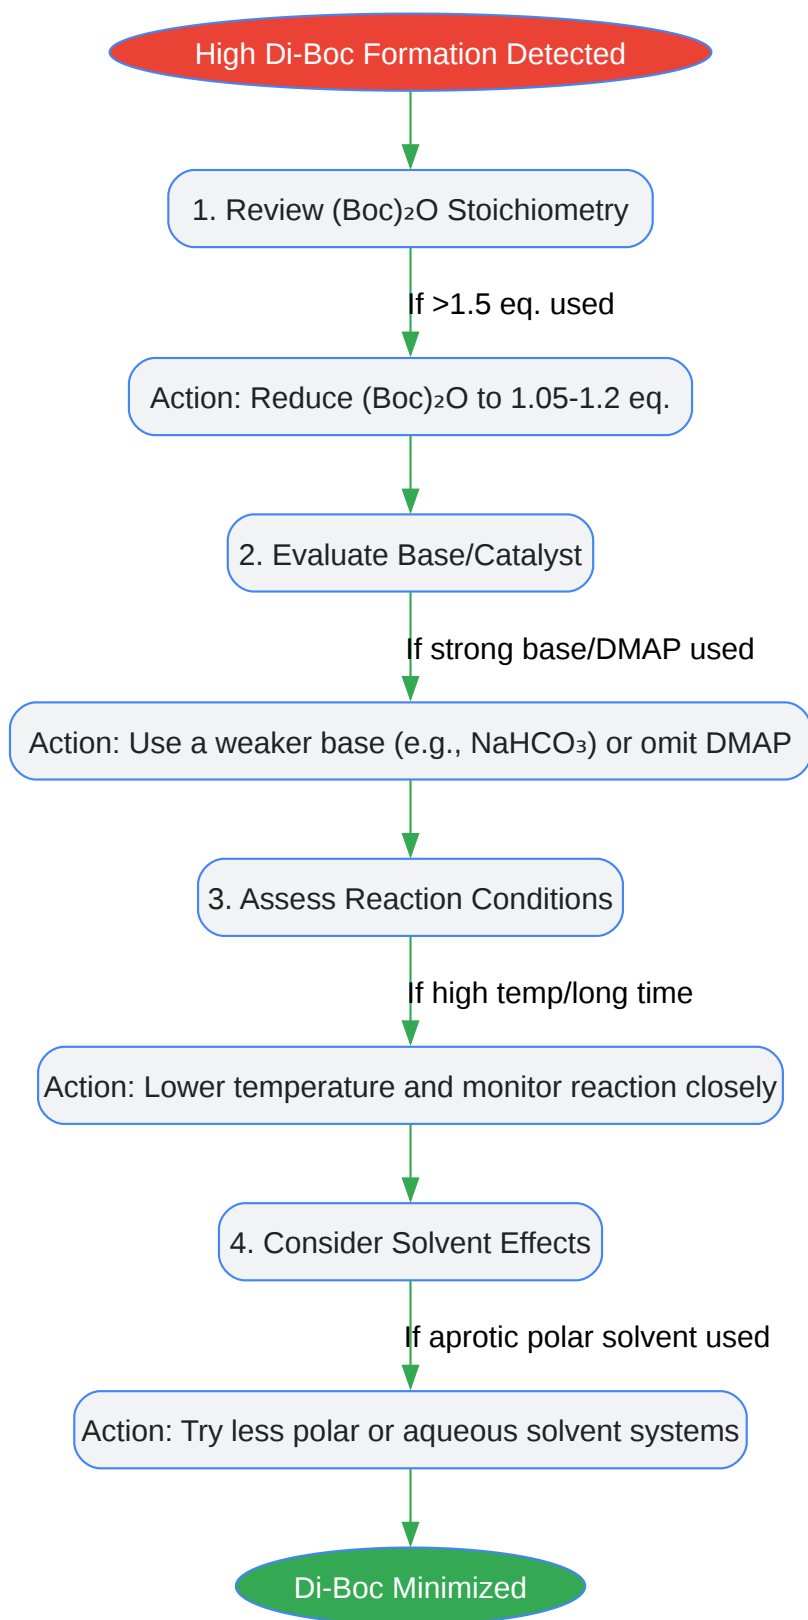 High Di-Boc Formation Detected
1. Review (Boc)₂O Stoichiometry
If >1.5 eq. used
Action: Reduce (Boc)₂O to 1.05-1.2 eq.
2. Evaluate Base/Catalyst
If strong base/DMAP used
Action: Use a weaker base (e.g., NaHCO₃) or omit DMAP
3. Assess Reaction Conditions
If high temp/long time
Action: Lower temperature and monitor reaction closely
4. Consider Solvent Effects
If aprotic polar solvent used
Action: Try less polar or aqueous solvent systems
Di-Boc Minimized